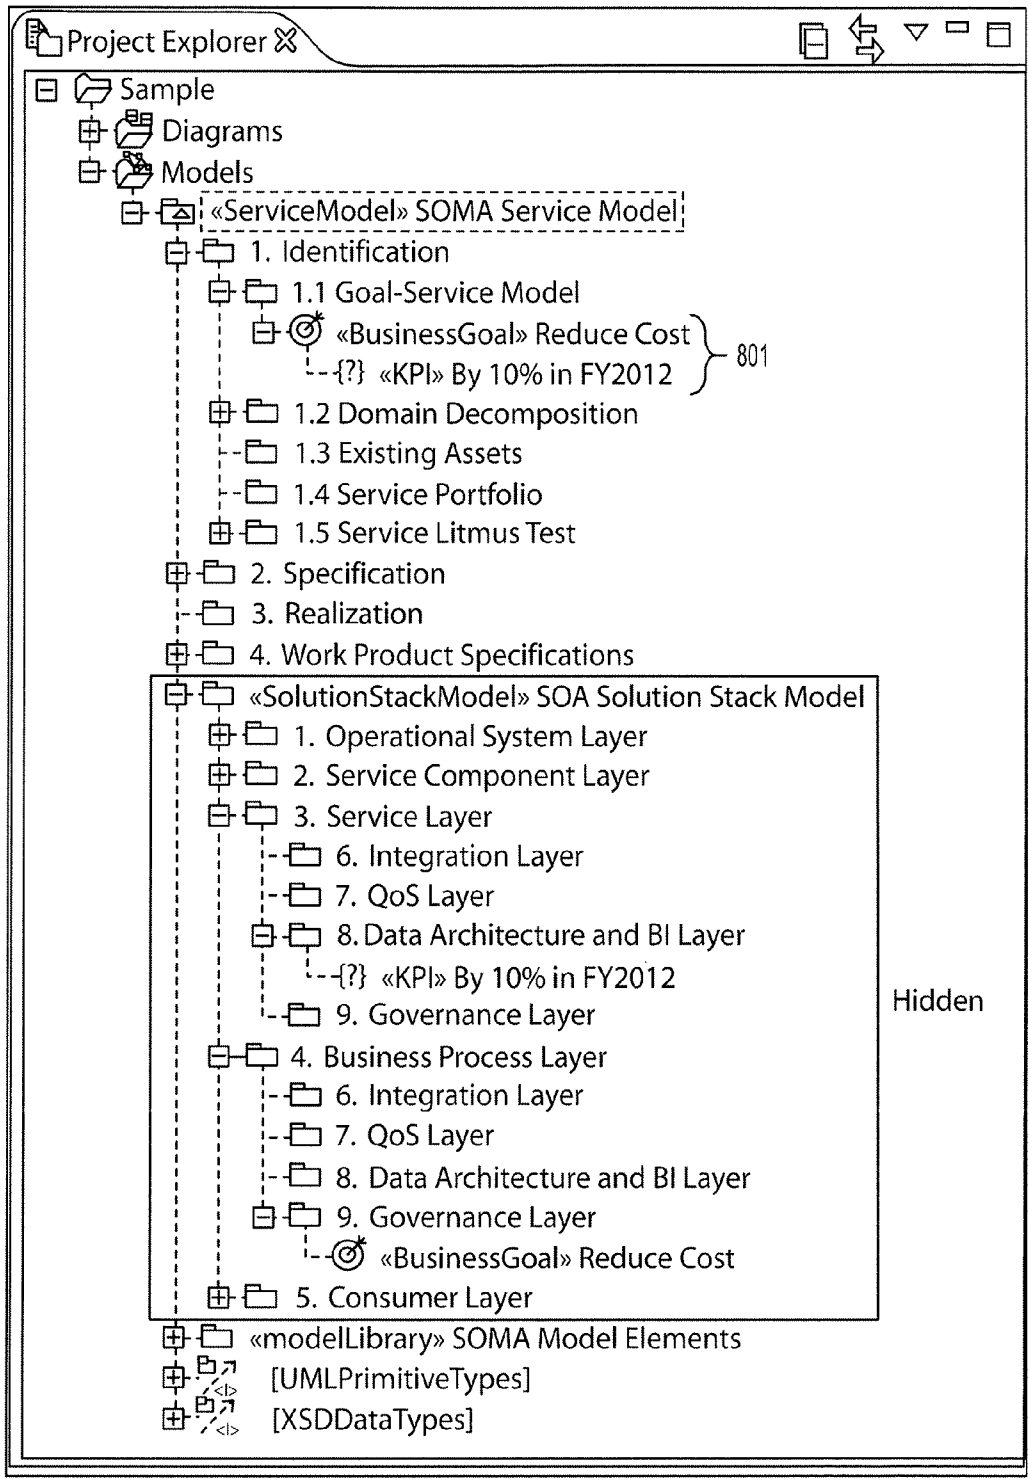 Project Explorer
Sample
Diagrams
Models
«ServiceModel» SOMA Service Model
1. Identification
1.1 Goal-Service Model
«BusinessGoal» Reduce Cost
801
{?} «KPI» By 10% in FY2012
1.2 Domain Decomposition
1.3 Existing Assets
1.4 Service Portfolio
1.5 Service Litmus Test
2. Specification
3. Realization
4. Work Product Specifications
«SolutionStackModel» SOA Solution Stack Model
1. Operational System Layer
2. Service Component Layer
3. Service Layer
6. Integration Layer
7. QoS Layer
8. Data Architecture and BI Layer
{?} «KPI» By 10% in FY2012
Hidden
9. Governance Layer
4. Business Process Layer
6. Integration Layer
7. QoS Layer
8. Data Architecture and BI Layer
9. Governance Layer
«BusinessGoal» Reduce Cost
5. Consumer Layer
«modelLibrary» SOMA Model Elements
[UMLPrimitiveTypes]
[XSDDataTypes]